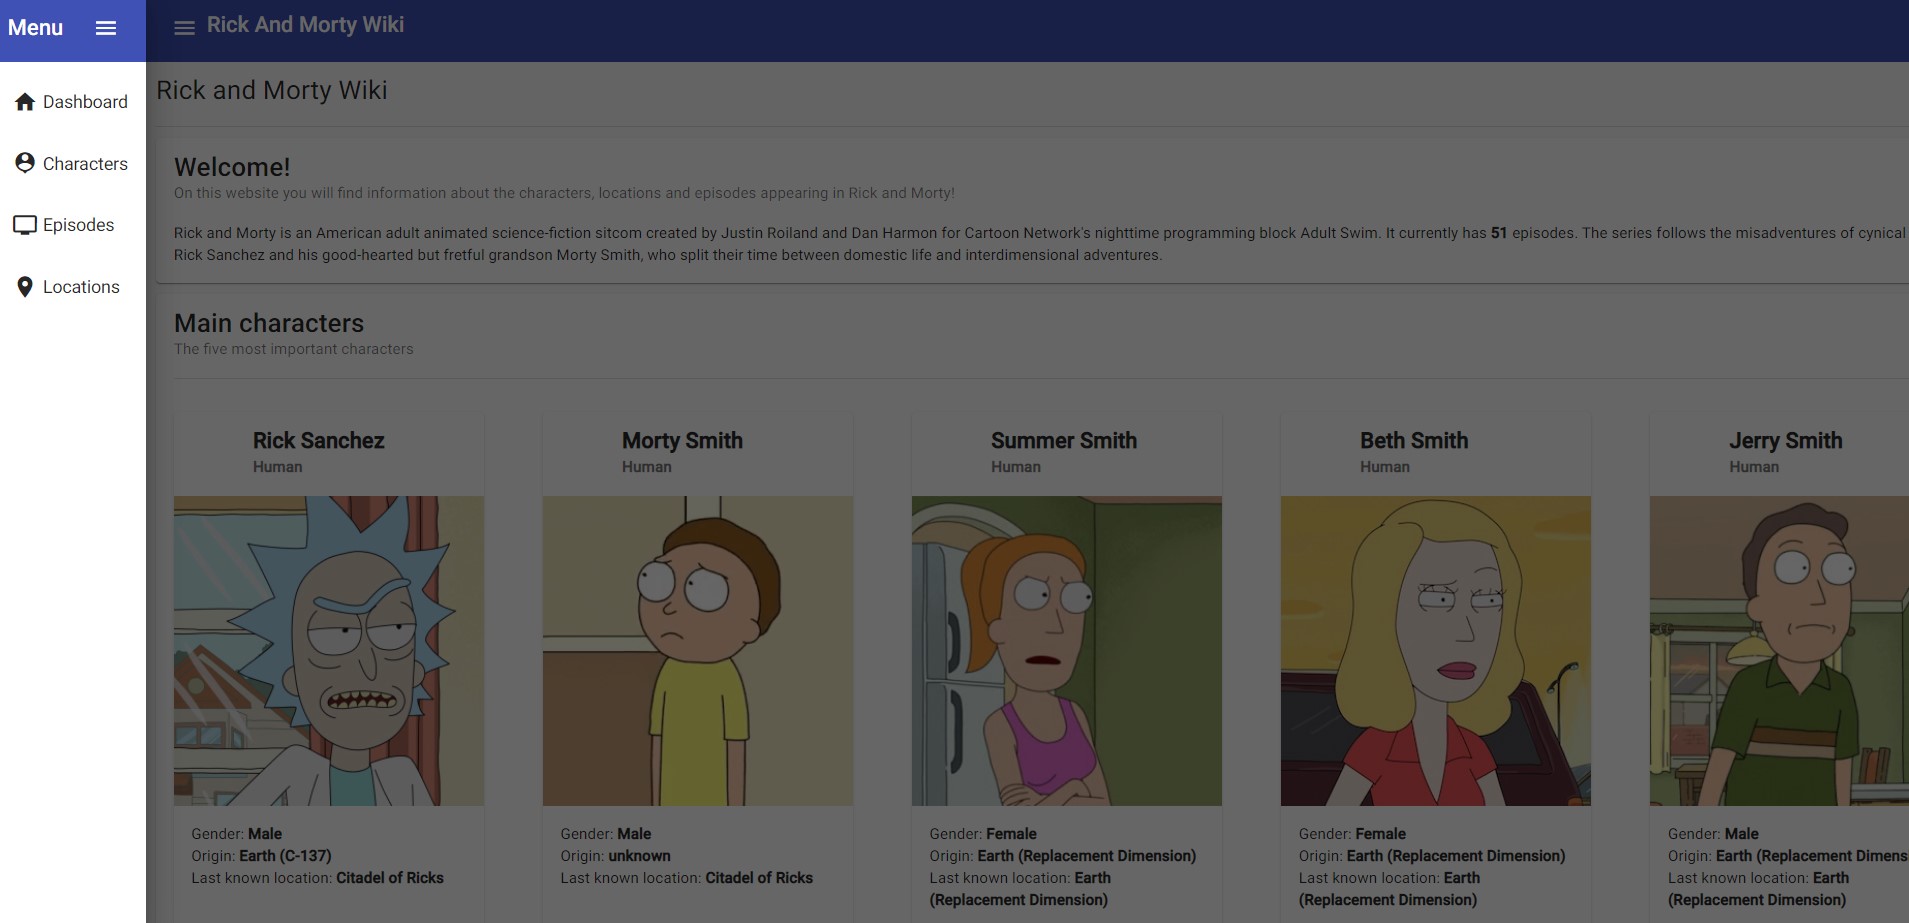 Menu
Rick And Morty Wiki
Dashboard
Characters
Episodes
Locations
Rick and Morty Wiki
Welcome!
On this website you will find information about the characters, locations and episodes appearing in Rick and Morty!
Rick and Morty is an American adult animated science-fiction sitcom created by Justin Roiland and Dan Harmon for Cartoon Network's nighttime programming block Adult Swim. It currently has 51 episodes. The series follows the misadventures of cynical
Rick Sanchez and his good-hearted but fretful grandson Morty Smith, who split their time between domestic life and interdimensional adventures.
Main characters
The five most important characters
Rick Sanchez
Human
Gender: Male
Origin: Earth (C-137)
Last known location: Citadel of Ricks
Morty Smith
Human
Gender: Male
Origin: unknown
Last known location: Citadel of Ricks
Summer Smith
Human
Gender: Female
Origin: Earth (Replacement Dimension)
Last known location: Earth
(Replacement Dimension)
Beth Smith
Human
Gender: Female
Origin: Earth (Replacement Dimension)
Last known location: Earth
(Replacement Dimension)
Jerry Smith
Human
Gender: Male
Origin: Earth (Replacement Dimens
Last known location: Earth
(Replacement Dimension)